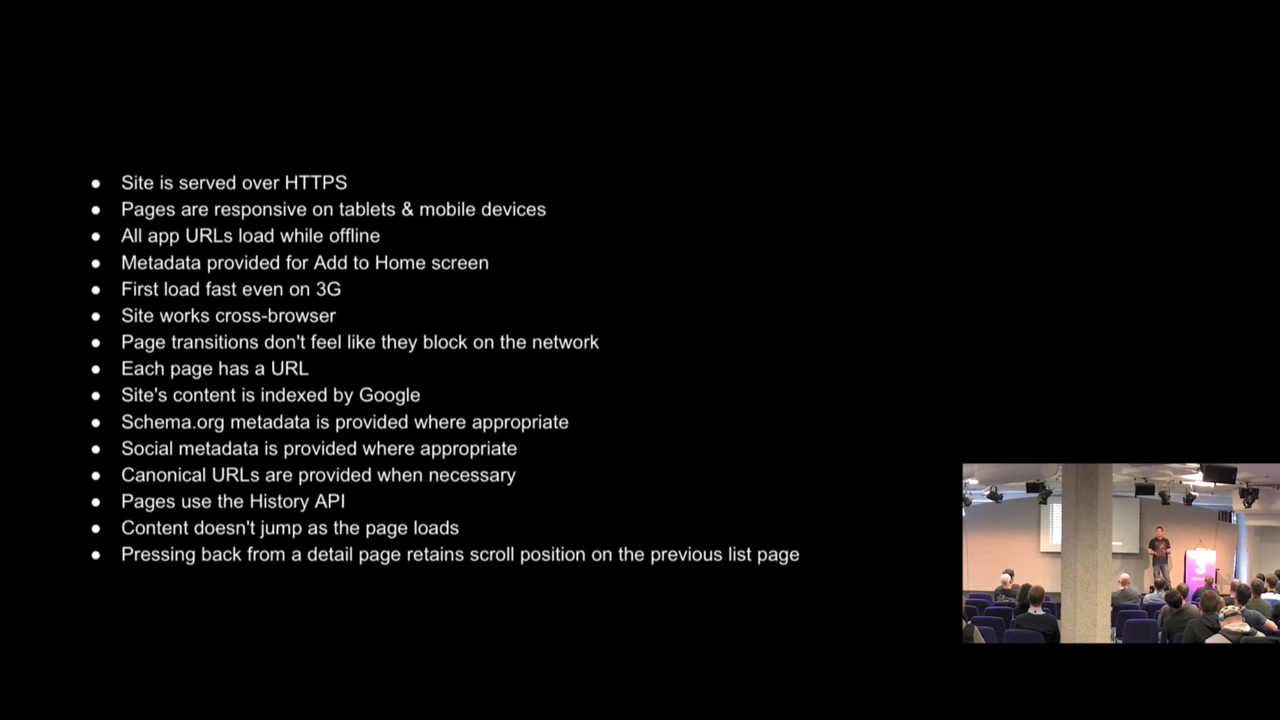 ● Site is served over HTTPS
● Pages are responsive on tablets & mobile devices
● All app URLs load while offline
● Metadata provided for Add to Home screen
● First load fast even on 3G
● Site works cross-browser
● Page transitions don't feel like they block on the network
● Each page has a URL
● Site's content is indexed by Google
● Schema.org metadata is provided where appropriate
● Social metadata is provided where appropriate
● Canonical URLs are provided when necessary
● Pages use the History API
● Content doesn't jump as the page loads
● Pressing back from a detail page retains scroll position on the previous list page
3